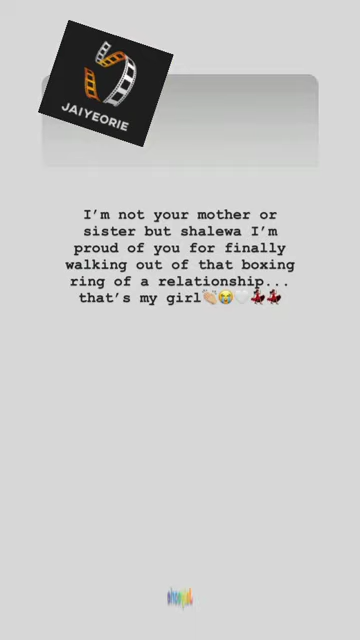 JAIYEORIE
I’m not your mother or
sister but shalewa I’m
proud of you for finally
walking out of that boxing
ring of a relationship...
that’s my girl👏🏼😭🤍💃🏿💃🏿